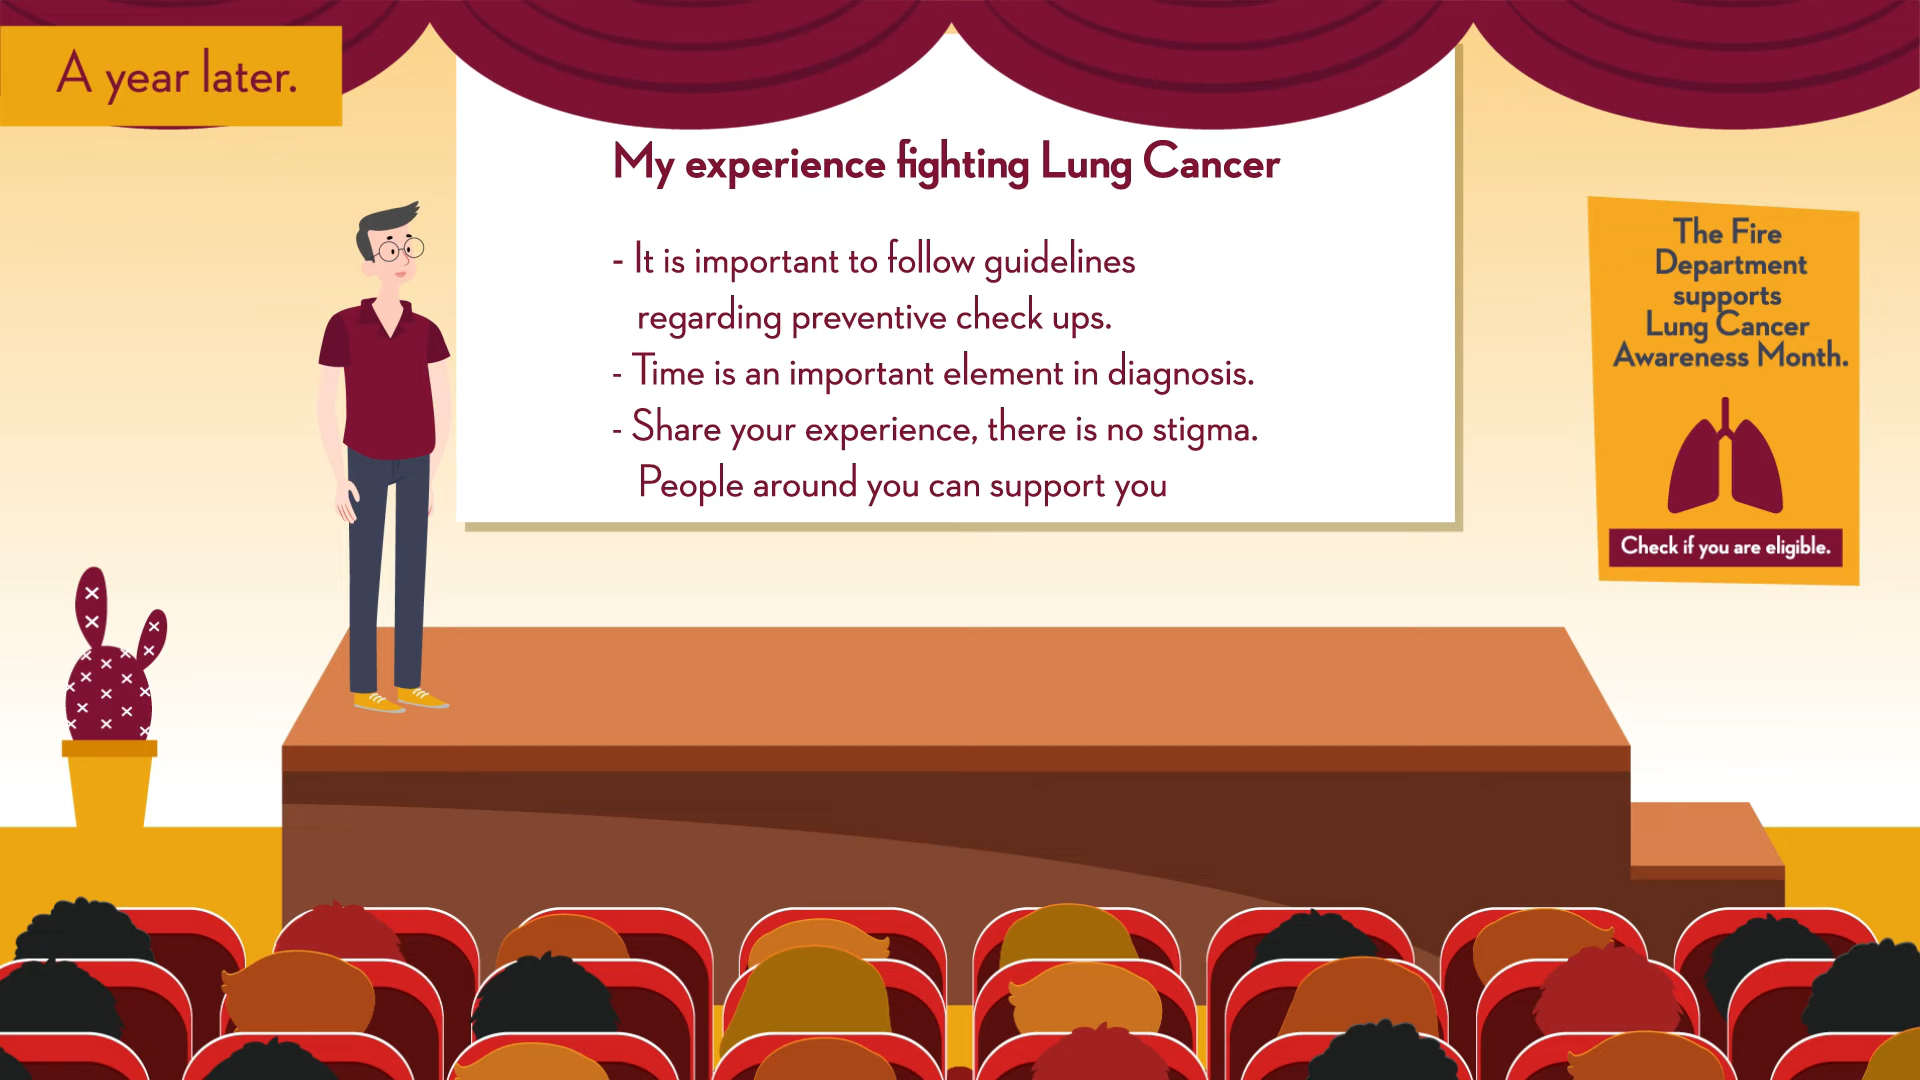 A year later.
My experience fighting Lung Cancer
- It is important to follow guidelines
regarding preventive check ups.
- Time is an important element in diagnosis.
- Share your experience, there is no stigma.
People around you can support you
The Fire
Department
supports
Lung Cancer
Awareness Month.
Check if you are eligible.